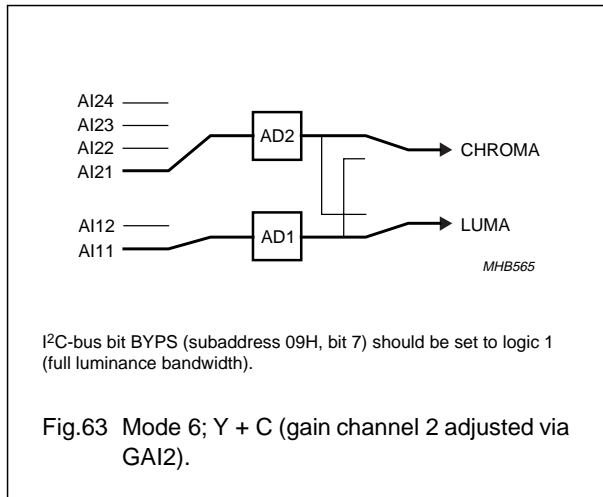 AI24
AI23
AI22
AI21
AD2
CHROMA
AI12
AI11
AD1
LUMA
MHB565
I²C-bus bit BYPS (subaddress 09H, bit 7) should be set to logic 1
(full luminance bandwidth).
Fig.63 Mode 6; Y + C (gain channel 2 adjusted via
GAI2).